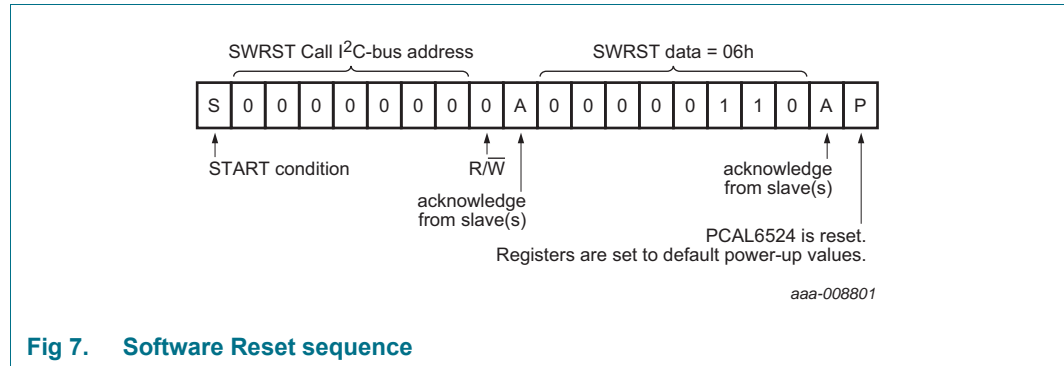 SWRST Call I2C-bus address SWRST data = 06h
S 0 0 0 0 0 0 0 0 A 0 0 0 0 0 1 1 0 A P
START condition R/W acknowledge
acknowledge from slave(s)
from slave(s)
PCAL6524 is reset.
Registers are set to default power-up values.
aaa-008801
Fig 7. Software Reset sequence